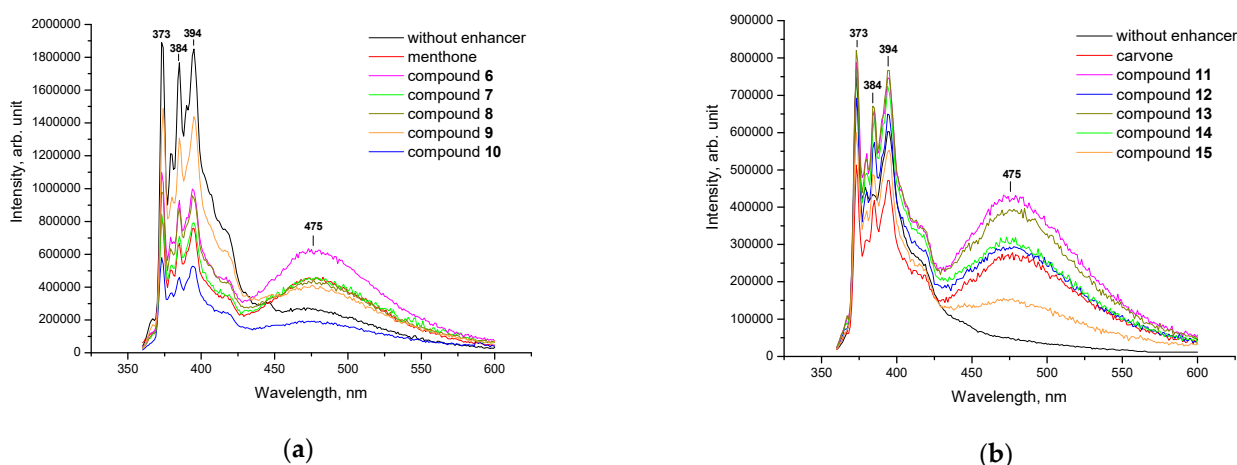 2000000
1800000
1600000
1400000
1200000
1000000
800000
600000
400000
200000
0
Intensity, arb. unit
373
384
394
475
without enhancer
menthone
compound 6
compound 7
compound 8
compound 9
compound 10
350 400 450 500 550 600
Wavelength, nm
(a)
900000
800000
700000
600000
500000
400000
300000
200000
100000
0
Intensity, arb. unit
373
384
394
475
without enhancer
carvone
compound 11
compound 12
compound 13
compound 14
compound 15
350 400 450 500 550 600
Wavelength, nm
(b)